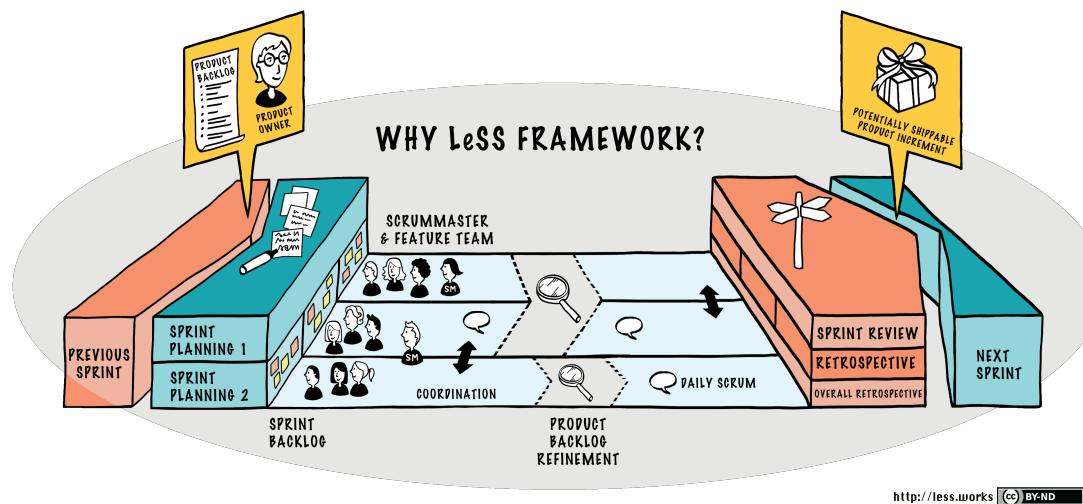 PRODUCT
BACKLOG
PRODUCT
OWNER
WHY LeSS FRAMEWORK?
POTENTIALLY SHIPPABLE
PRODUCT INCREMENT
SCRUMMASTER
& FEATURE TEAM
SM
SM
PREVIOUS
SPRINT
SPRINT
PLANNING 1
SPRINT
PLANNING 2
COORDINATION
DAILY SCRUM
SPRINT REVIEW
RETROSPECTIVE
OVERALL RETROSPECTIVE
NEXT
SPRINT
SPRINT
BACKLOG
PRODUCT
BACKLOG
REFINEMENT
http://less.works cc BY-ND